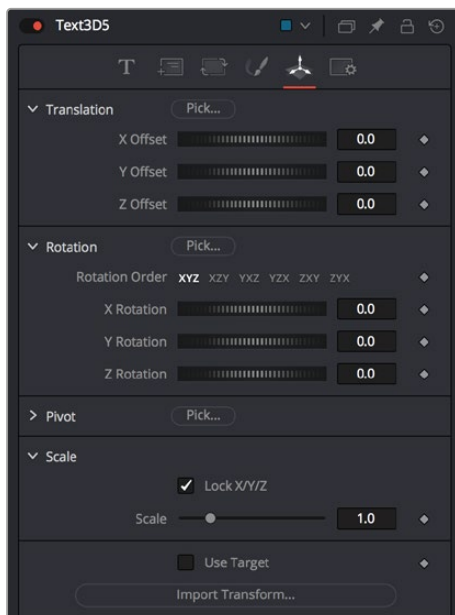 Text3D5
T
Translation Pick...
X Offset 0.0
Y Offset 0.0
Z Offset 0.0
Rotation Pick...
Rotation Order XYZ XZY YXZ YZX ZXY ZYX
X Rotation 0.0
Y Rotation 0.0
Z Rotation 0.0
Pivot Pick...
Scale
Lock X/Y/Z
Scale 1.0
Use Target
Import Transform...